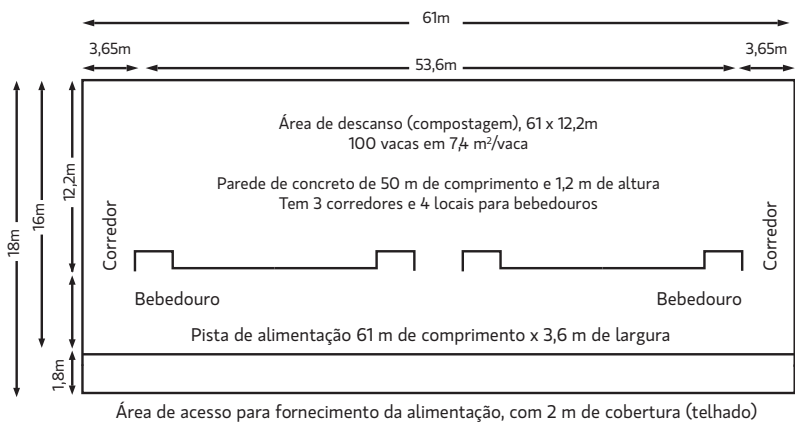 61m
3,65m
53,6m
3,65m
Área de descanso (compostagem), 61 x 12,2m
100 vacas em 7,4 m²/vaca
Parede de concreto de 50 m de comprimento e 1,2 m de altura
Tem 3 corredores e 4 locais para bebedouros
18m
16m
12,2m
Corredor
Corredor
Bebedouro
Bebedouro
Pista de alimentação 61 m de comprimento x 3,6 m de largura
1,8m
Área de acesso para fornecimento da alimentação, com 2 m de cobertura (telhado)